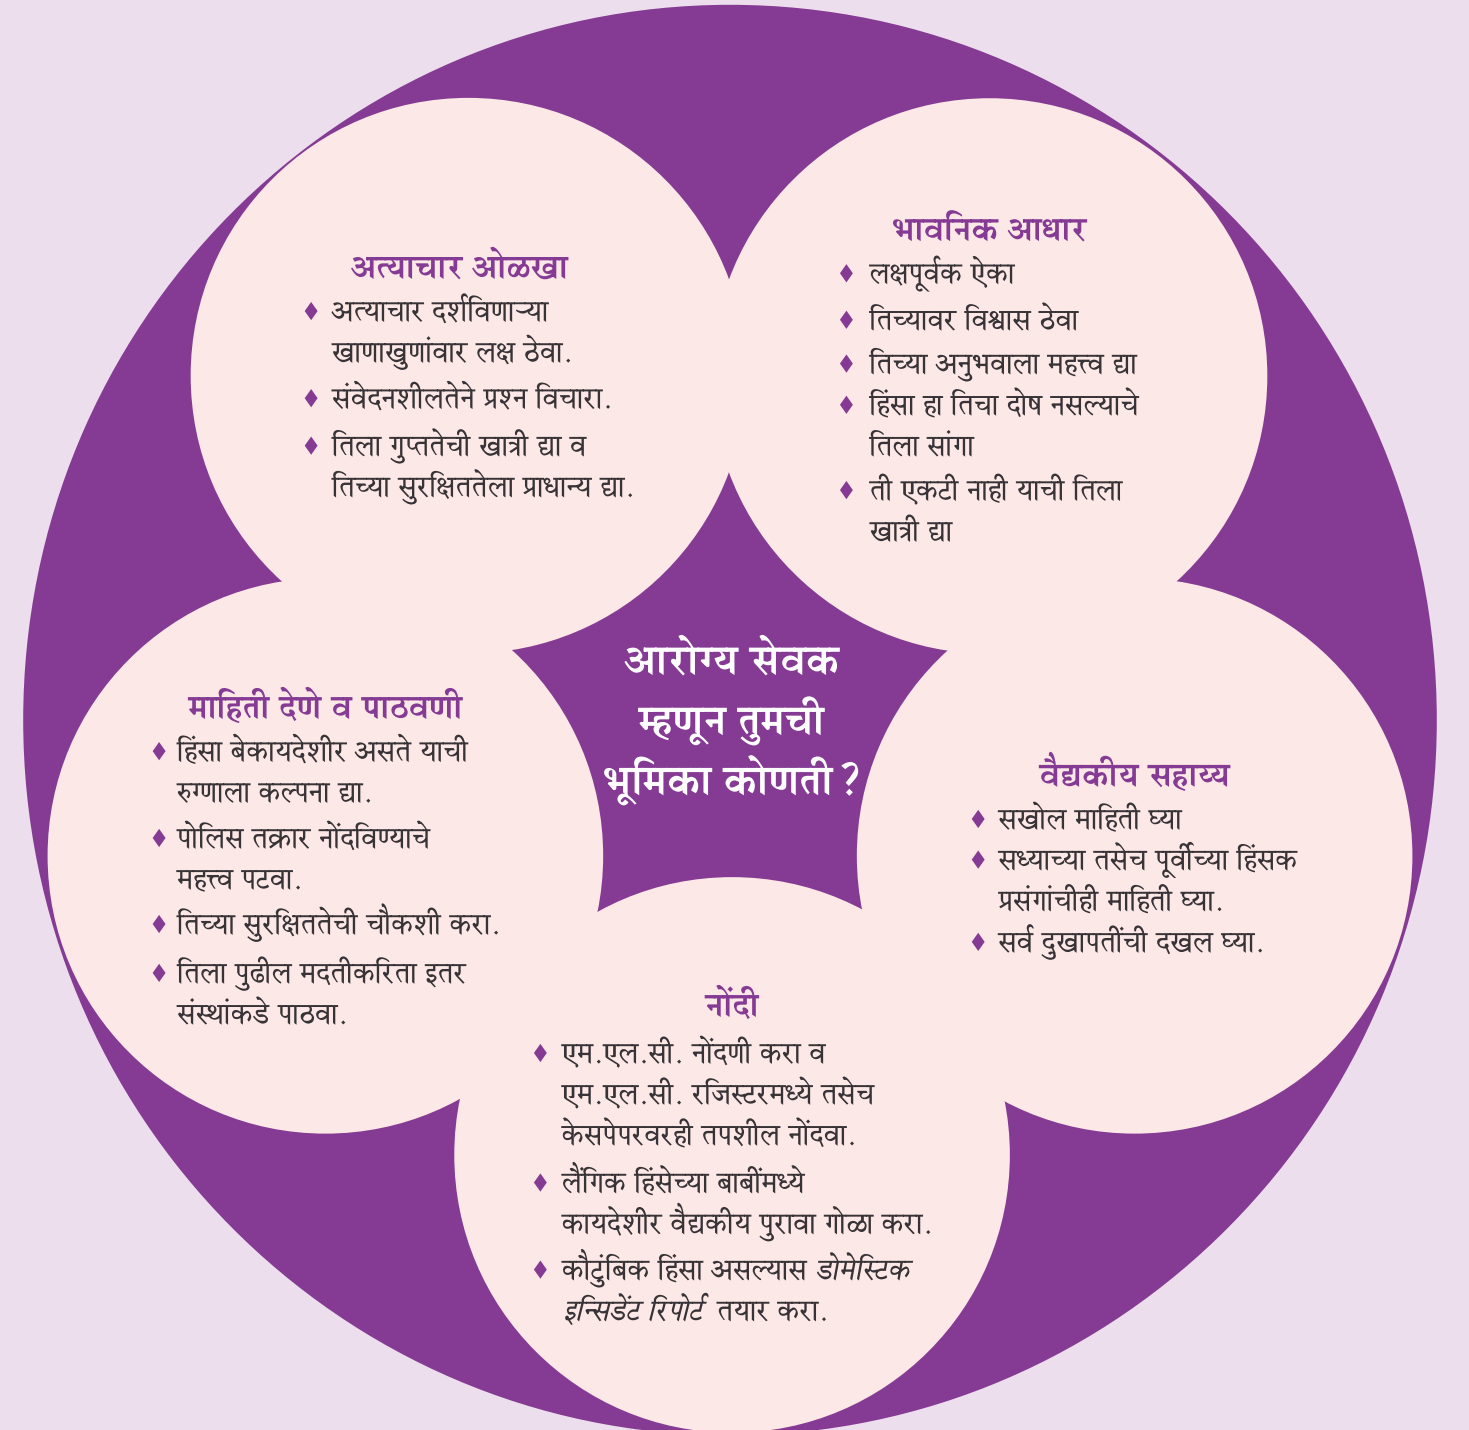 अत्याचार ओळखा
♦ अत्याचार दर्शविणाऱ्या
खाणाखुणांवार लक्ष ठेवा.
♦ संवेदनशीलतेने प्रश्न विचारा.
♦ तिला गुप्ततेची खात्री द्या व
तिच्या सुरक्षिततेला प्राधान्य द्या.
भावनिक आधार
♦ लक्षपूर्वक ऐका
♦ तिच्यावर विश्वास ठेवा
♦ तिच्या अनुभवाला महत्त्व द्या
♦ हिंसा हा तिचा दोष नसल्याचे
तिला सांगा
♦ ती एकटी नाही याची तिला
खात्री द्या
आरोग्य सेवक
म्हणून तुमची
भूमिका कोणती?
माहिती देणे व पाठवणी
♦ हिंसा बेकायदेशीर असते याची
रुग्णाला कल्पना द्या.
♦ पोलिस तक्रार नोंदविण्याचे
महत्त्व पटवा.
♦ तिच्या सुरक्षिततेची चौकशी करा.
♦ तिला पुढील मदतीकरिता इतर
संस्थांकडे पाठवा.
वैद्यकीय सहाय्य
♦ सखोल माहिती घ्या
♦ सध्याच्या तसेच पूर्वीच्या हिंसक
प्रसंगांचीही माहिती घ्या.
♦ सर्व दुखापतींची दखल घ्या.
नोंदी
♦ एम.एल.सी. नोंदणी करा व
एम.एल.सी. रजिस्टरमध्ये तसेच
केसपेपरवरही तपशील नोंदवा.
♦ लैंगिक हिंसेच्या बाबींमध्ये
कायदेशीर वैद्यकीय पुरावा गोळा करा.
♦ कौटुंबिक हिंसा असल्यास डोमेस्टिक
इन्सिडेंट रिपोर्ट तयार करा.